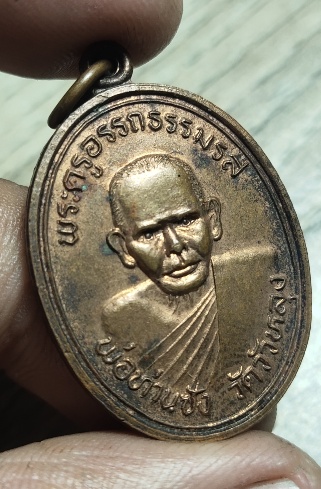 พระครูอรรถธรรมรส
พ่อท่านซัง วัดวัวหลุง